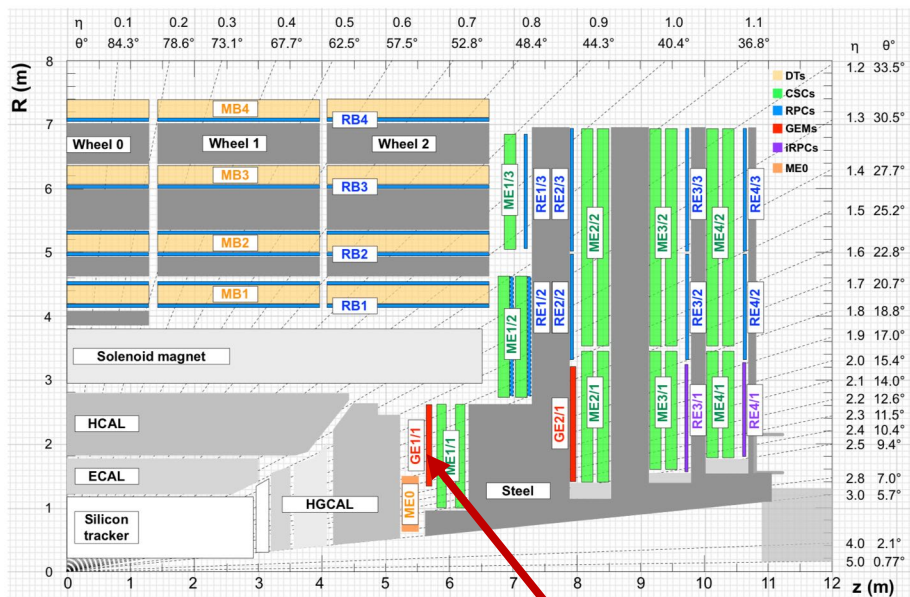 η 0.1 0.2 0.3 0.4 0.5 0.6 0.7 0.8 0.9 1.0 1.1
θ° 84.3° 78.6° 73.1° 67.7° 62.5° 57.5° 52.8° 48.4° 44.3° 40.4° 36.8° η θ°
R (m)
8
7
6
5
4
3
2
1
0
1.2 33.5°
1.3 30.5°
1.4 27.7°
1.5 25.2°
1.6 22.8°
1.7 20.7°
1.8 18.8°
1.9 17.0°
2.0 15.4°
2.1 14.0°
2.2 12.6°
2.3 11.5°
2.4 10.4°
2.5 9.4°
2.8 7.0°
3.0 5.7°
4.0 2.1°
5.0 0.77°
DTs
CSCs
RPCs
GEMs
iRPCs
ME0
MB4
RB4
Wheel 0
Wheel 1
Wheel 2
MB3
RB3
MB2
RB2
MB1
RB1
Solenoid magnet
HCAL
ECAL
Silicon
tracker
HGCAL
Steel
ME0
GE1/1
ME1/1
ME1/2
ME1/3
RE1/3
RE2/3
RE1/2
RE2/2
GE2/1
ME2/2
ME2/1
ME3/2
ME3/1
RE3/3
RE3/2
RE3/1
ME4/2
ME4/1
RE4/3
RE4/2
RE4/1
0 1 2 3 4 5 6 7 8 9 10 11 12
z (m)